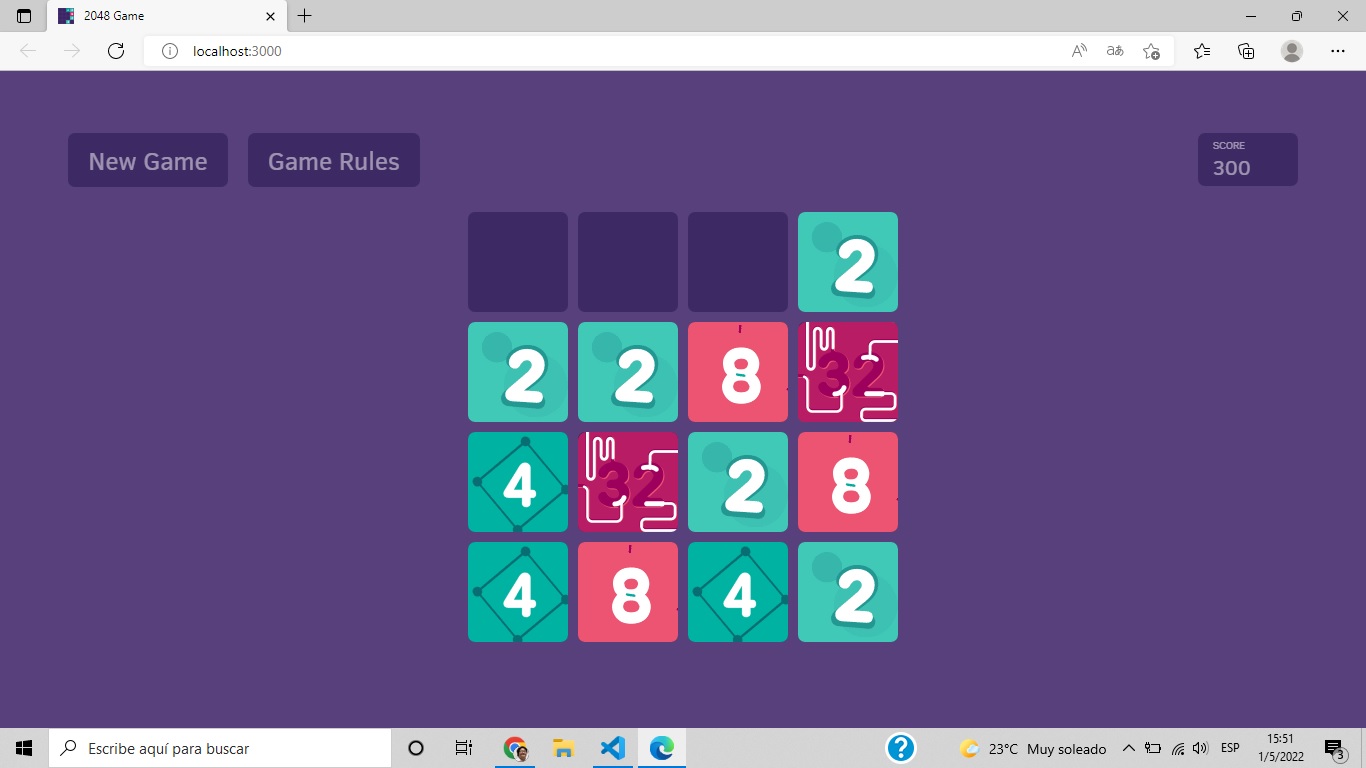 2048 Game
localhost:3000
New Game
Game Rules
SCORE
300
2
2 2 8 32
4 32 2 8
4 8 4 2
Escribe aquí para buscar
23°C Muy soleado
ESP
15:51
1/5/2022
3